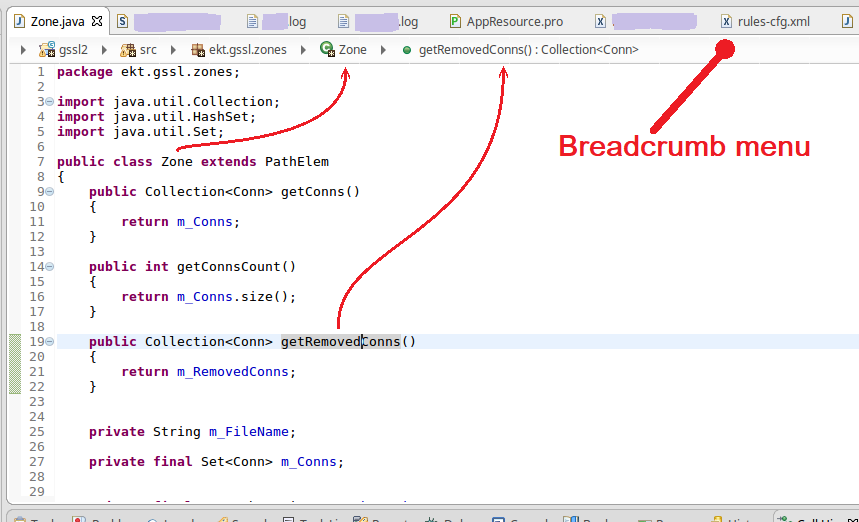 Zone.java .log .log AppResource.pro rules-cfg.xml
gssl2 src ekt.gssl.zones Zone getRemovedConns() : Collection<Conn>
Breadcrumb menu
1 package ekt.gssl.zones;
2
3 import java.util.Collection;
4 import java.util.HashSet;
5 import java.util.Set;
6
7 public class Zone extends PathElem
8 {
9 public Collection<Conn> getConns()
10 {
11 return m_Conns;
12 }
13
14 public int getConnsCount()
15 {
16 return m_Conns.size();
17 }
18
19 public Collection<Conn> getRemovedConns()
20 {
21 return m_RemovedConns;
22 }
23
24
25 private String m_FileName;
26
27 private final Set<Conn> m_Conns;
28
29